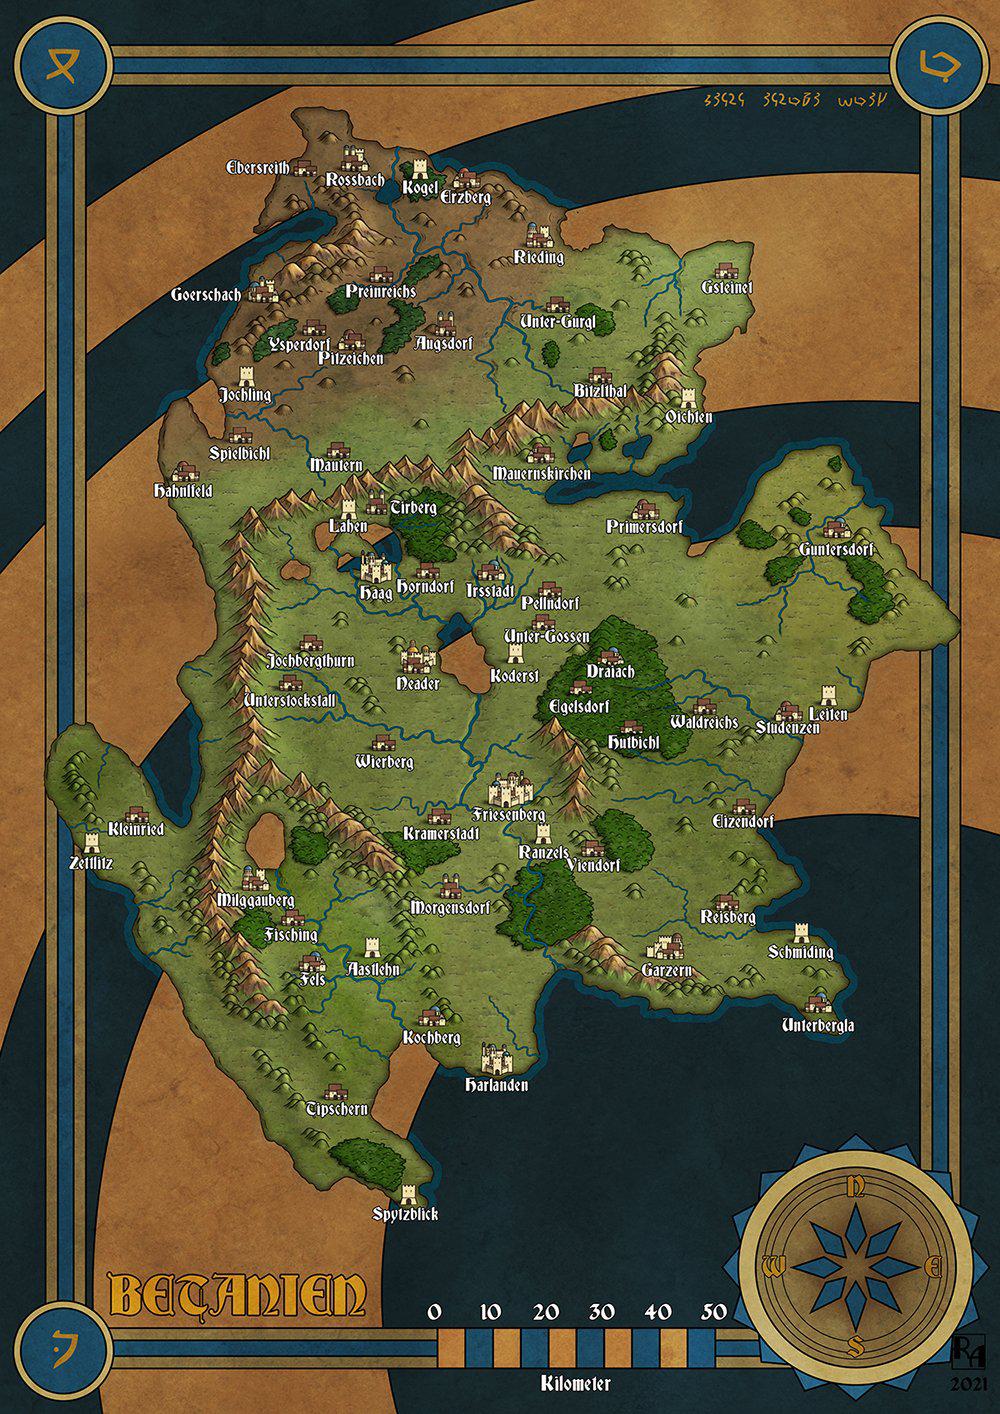 Ebersreith
Rossbach
Kogel
Erzberg
Rieding
Gsteinet
Goerschach
Preinreichs
Unter-Gurgl
Ysperdorf
Pitzeichen
Augsdorf
Jochling
Bitzlthal
Oichten
Spielbichl
Mautern
Mauernskirchen
Hahnlfeld
Tirberg
Lahen
Primersdorf
Guntersdorf
Haag
Horndorf
Irsstadt
Pellndorf
Unter-Gossen
Jochbergthurn
Neader
Koderst
Draiach
Unterstockstall
Eigelsdorf
Waldreichs
Studenzen
Leiten
Hutbichl
Wierberg
Friesenberg
Kramerstadt
Eizendorf
Kleinried
Zettlitz
Ranzels
Viendorf
Milggauberg
Morgensdorf
Reisberg
Fisching
Schmiding
Fels
Aastlehn
Garzern
Kochberg
Unterbergla
Harlanden
Tipschern
Spytzblick
N
W E
S
BETANIEN
0 10 20 30 40 50
Kilometer
RA
2021